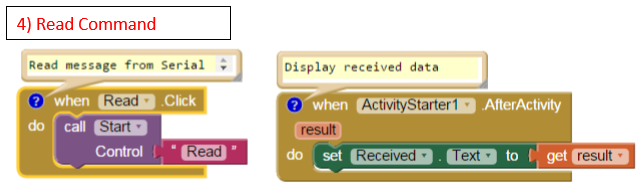 4) Read Command
Read message from Serial
? when Read .Click
do call Start
Control " Read "
Display received data
? when ActivityStarter1 .AfterActivity
result
do set Received . Text to get result